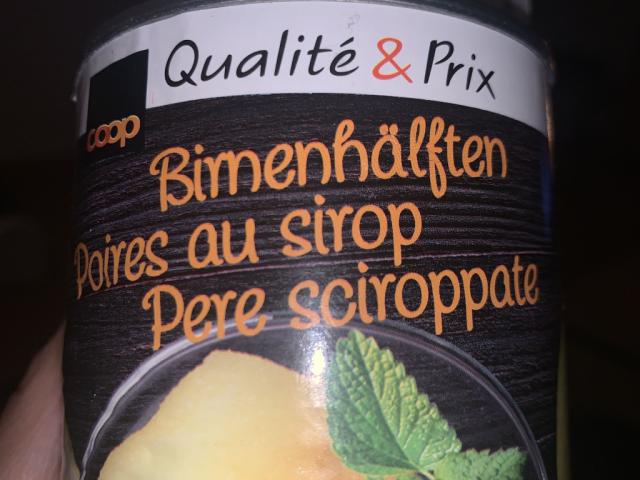 Qualité & Prix
coop
Birnenhälften
Poires au sirop
Pere sciroppate